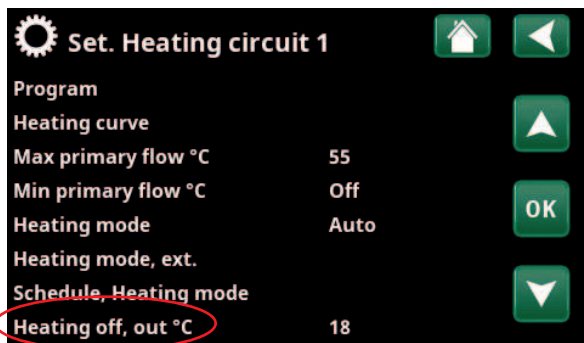 Set. Heating circuit 1
Program
Heating curve
Max primary flow °C 55
Min primary flow °C Off
Heating mode Auto
OK
Heating mode, ext.
Schedule, Heating mode
Heating off, out °C 18